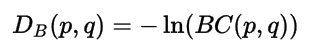 D_B(p, q) = − ln(BC(p, q))